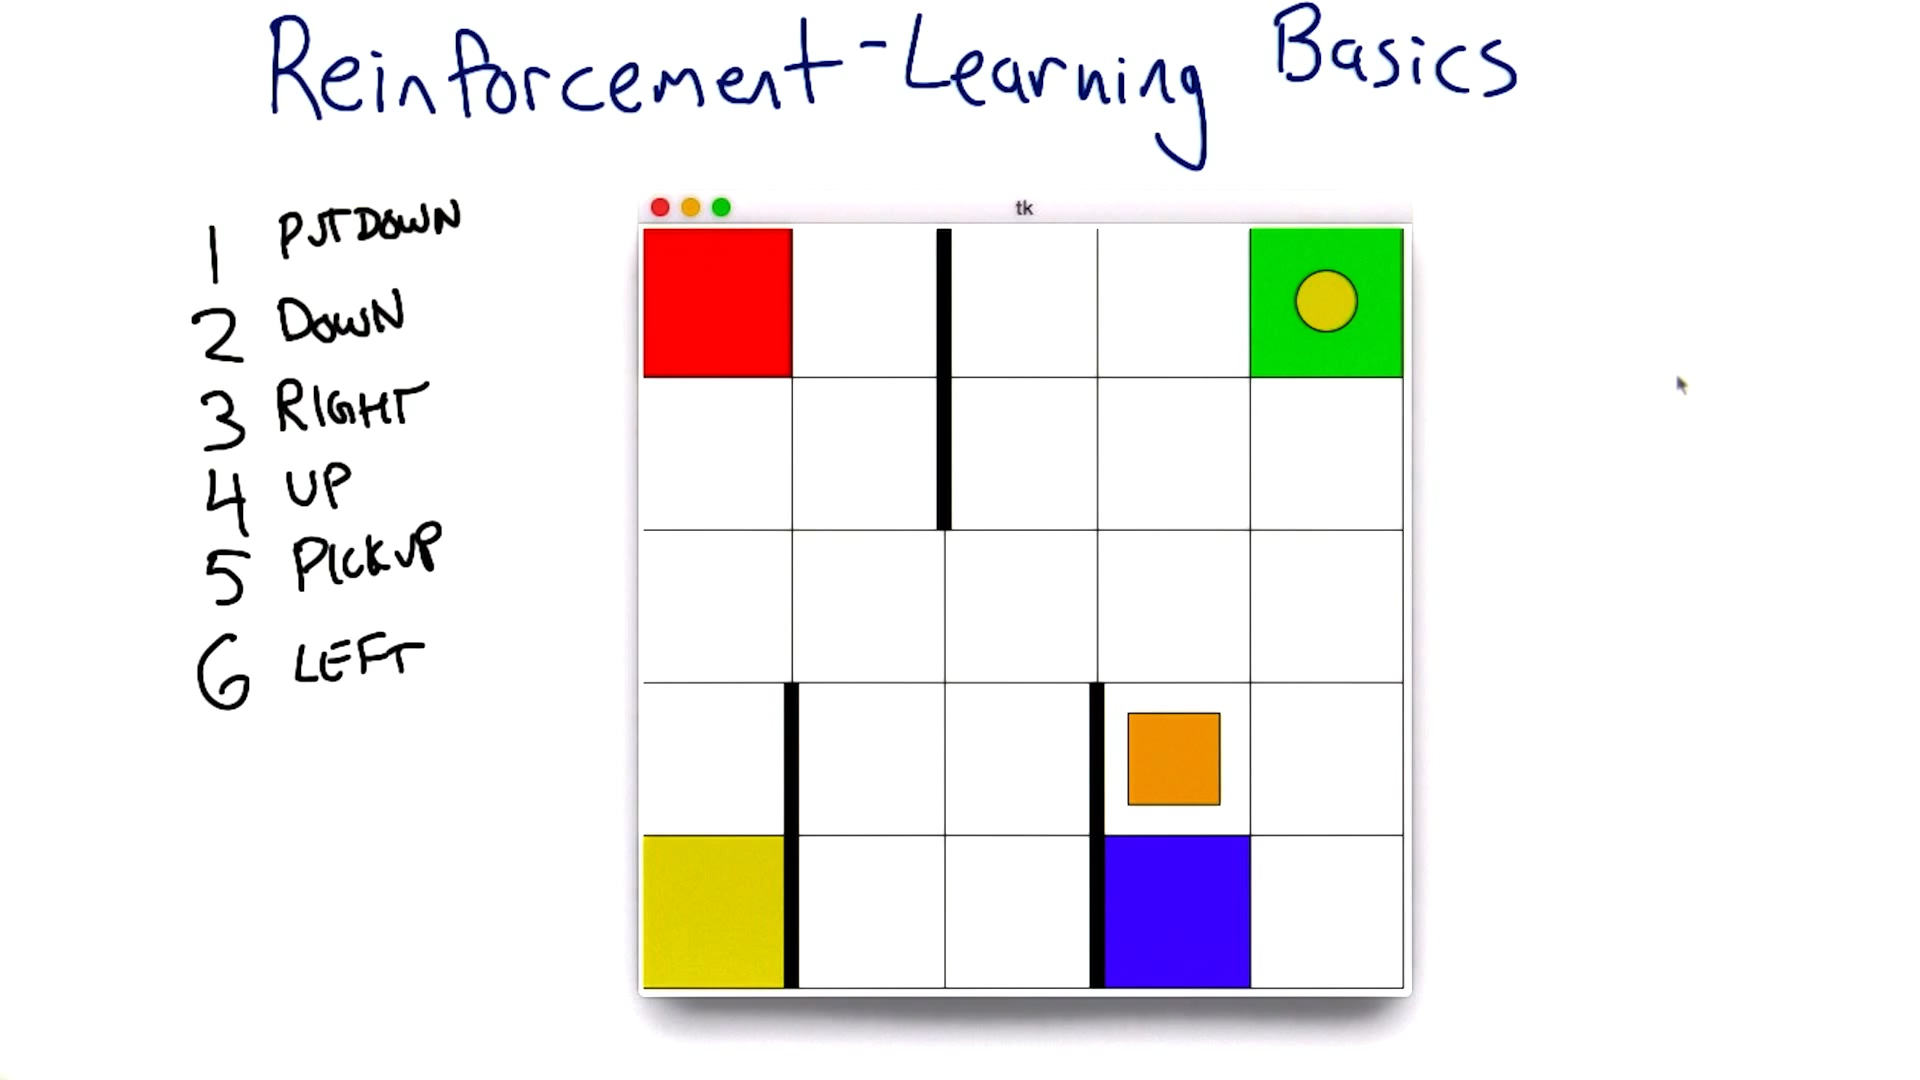 Reinforcement-Learning Basics
tk
1 PUTDOWN
2 DOWN
3 RIGHT
4 UP
5 PICKUP
6 LEFT